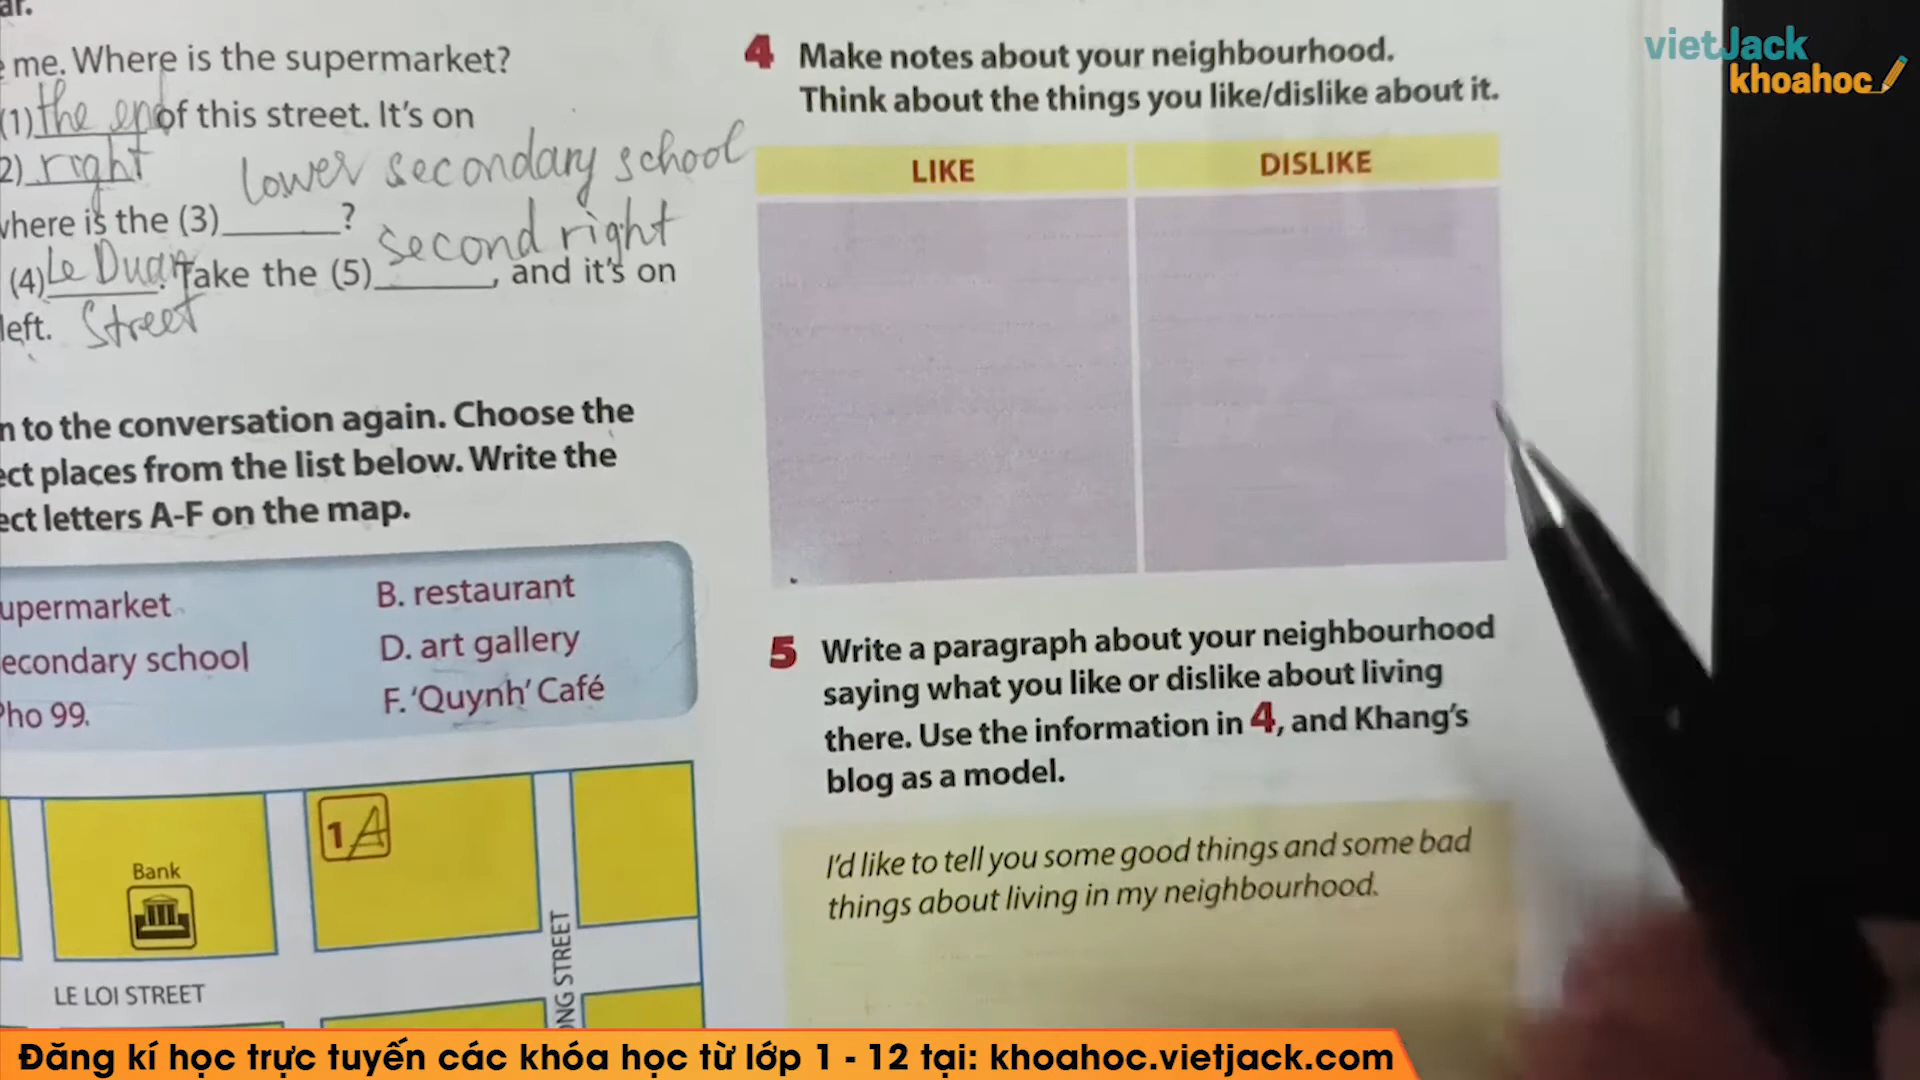 ar.
me. Where is the supermarket?
(1) the end of this street. It's on
2) right
lower secondary school
where is the (3)______?
second right
(4) Le Duan. Take the (5)______, and it's on
left. Street
n to the conversation again. Choose the
ect places from the list below. Write the
ect letters A-F on the map.
upermarket
B. restaurant
econdary school
D. art gallery
Pho 99.
F. 'Quynh' Café
1 A
Bank
LE LOI STREET
ONG STREET
4 Make notes about your neighbourhood.
Think about the things you like/dislike about it.
LIKE
DISLIKE
5 Write a paragraph about your neighbourhood
saying what you like or dislike about living
there. Use the information in 4, and Khang's
blog as a model.
I'd like to tell you some good things and some bad
things about living in my neighbourhood.
vietJack
khoahoc
Đăng kí học trực tuyến các khóa học từ lớp 1 - 12 tại: khoahoc.vietjack.com